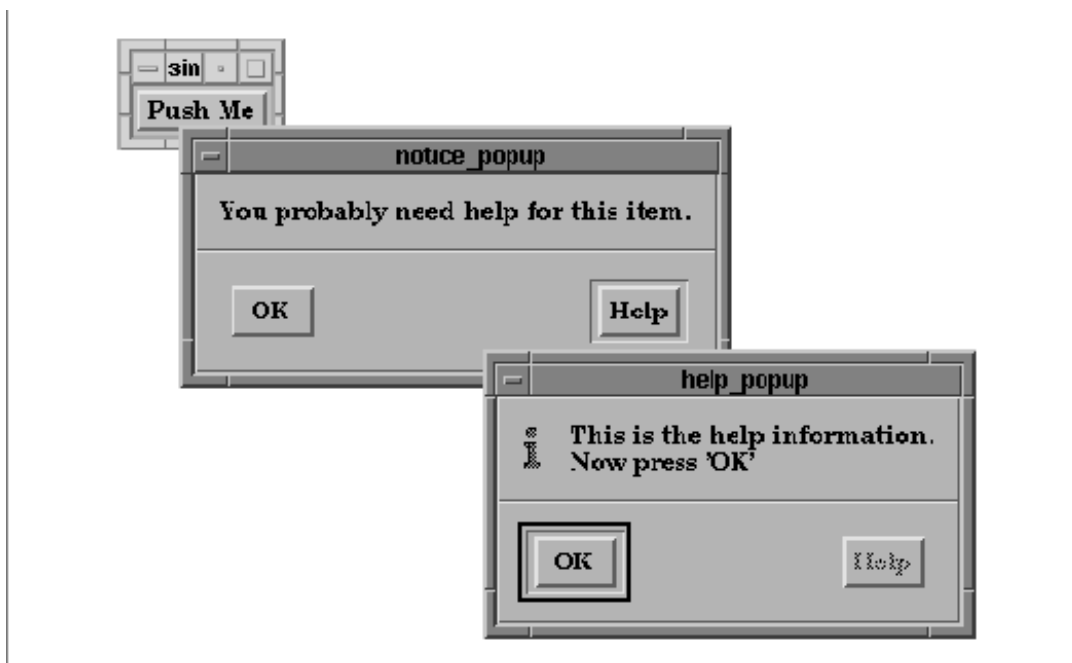 sin
Push Me
notice_popup
You probably need help for this item.
OK
Help
help_popup
i
This is the help information.
Now press 'OK'
OK
Help